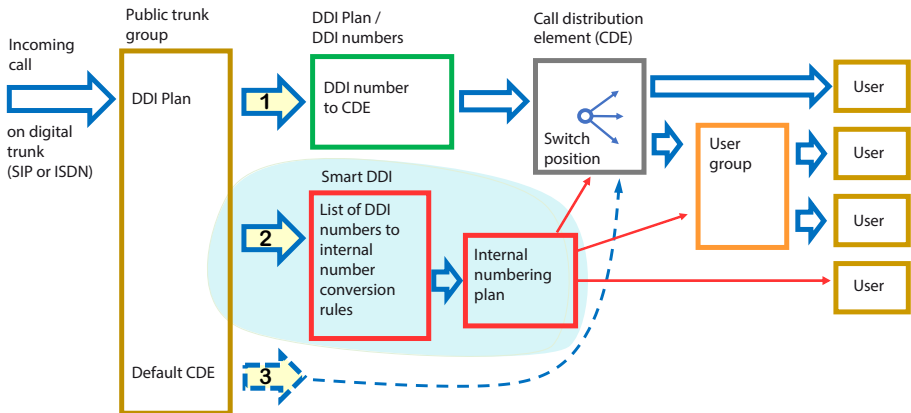 Incoming
call
on digital
trunk
(SIP or ISDN)
Public trunk
group
DDI Plan
Default CDE
1
DDI Plan /
DDI numbers
DDI number
to CDE
Call distribution
element (CDE)
Switch
position
User
User
group
User
User
User
2
Smart DDI
List of DDI
numbers to
internal
number
conversion
rules
Internal
numbering
plan
3